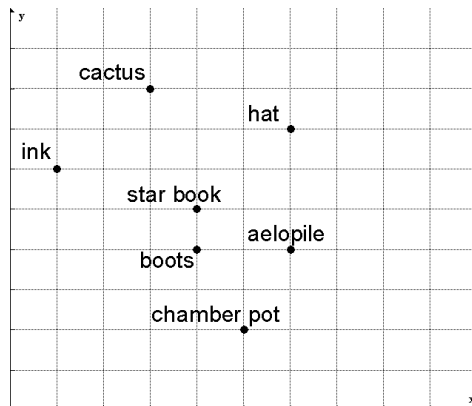 y
cactus
hat
ink
star book
aelopile
boots
chamber pot
x